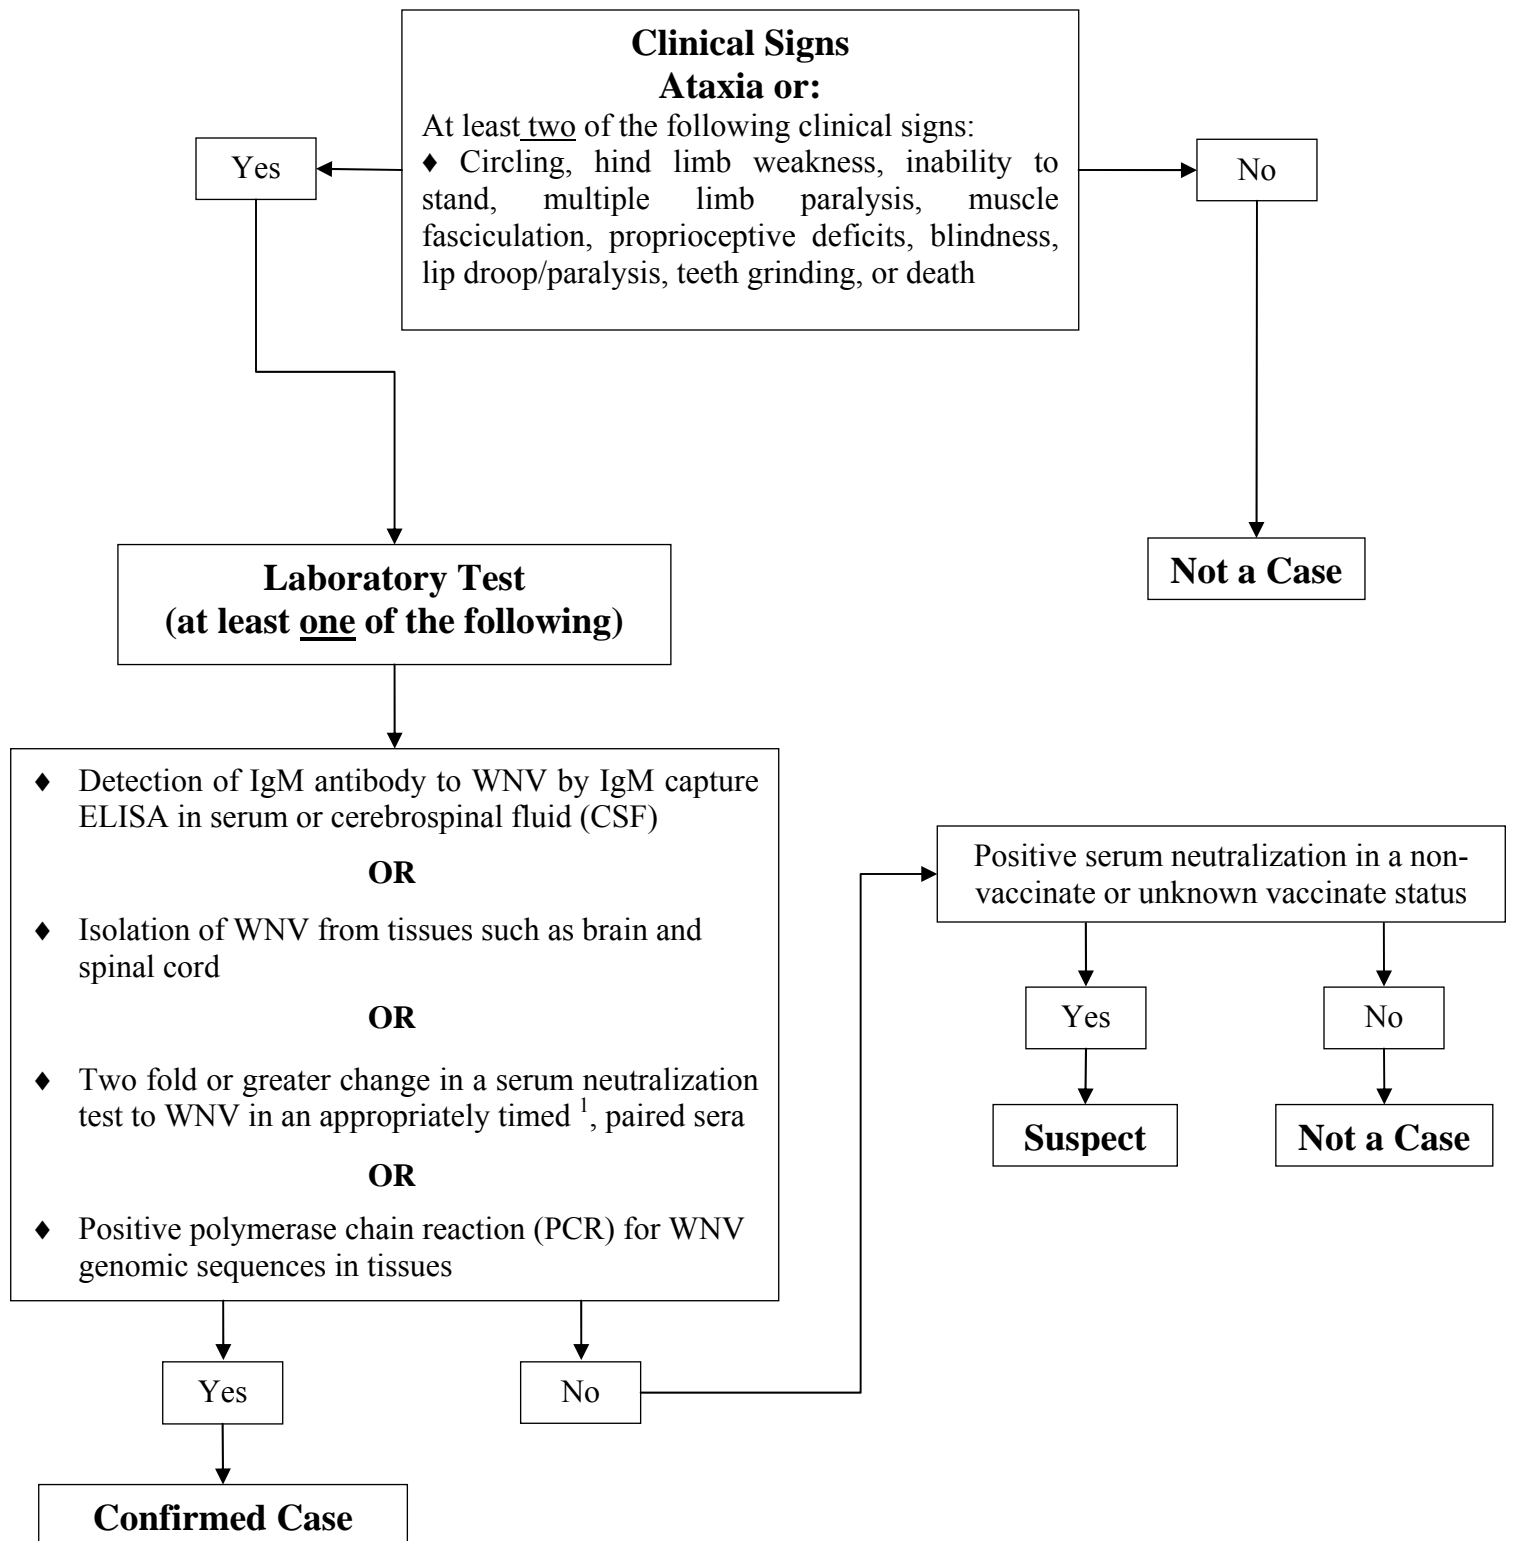 Clinical Signs
Ataxia or:
At least two of the following clinical signs:
♦ Circling, hind limb weakness, inability to
stand, multiple limb paralysis, muscle
fasciculation, proprioceptive deficits, blindness,
lip droop/paralysis, teeth grinding, or death
Yes
No
Not a Case
Laboratory Test
(at least one of the following)
♦ Detection of IgM antibody to WNV by IgM capture
ELISA in serum or cerebrospinal fluid (CSF)
OR
♦ Isolation of WNV from tissues such as brain and
spinal cord
OR
♦ Two fold or greater change in a serum neutralization
test to WNV in an appropriately timed ¹, paired sera
OR
♦ Positive polymerase chain reaction (PCR) for WNV
genomic sequences in tissues
Yes
No
Confirmed Case
Positive serum neutralization in a non-
vaccinate or unknown vaccinate status
Yes
No
Suspect
Not a Case